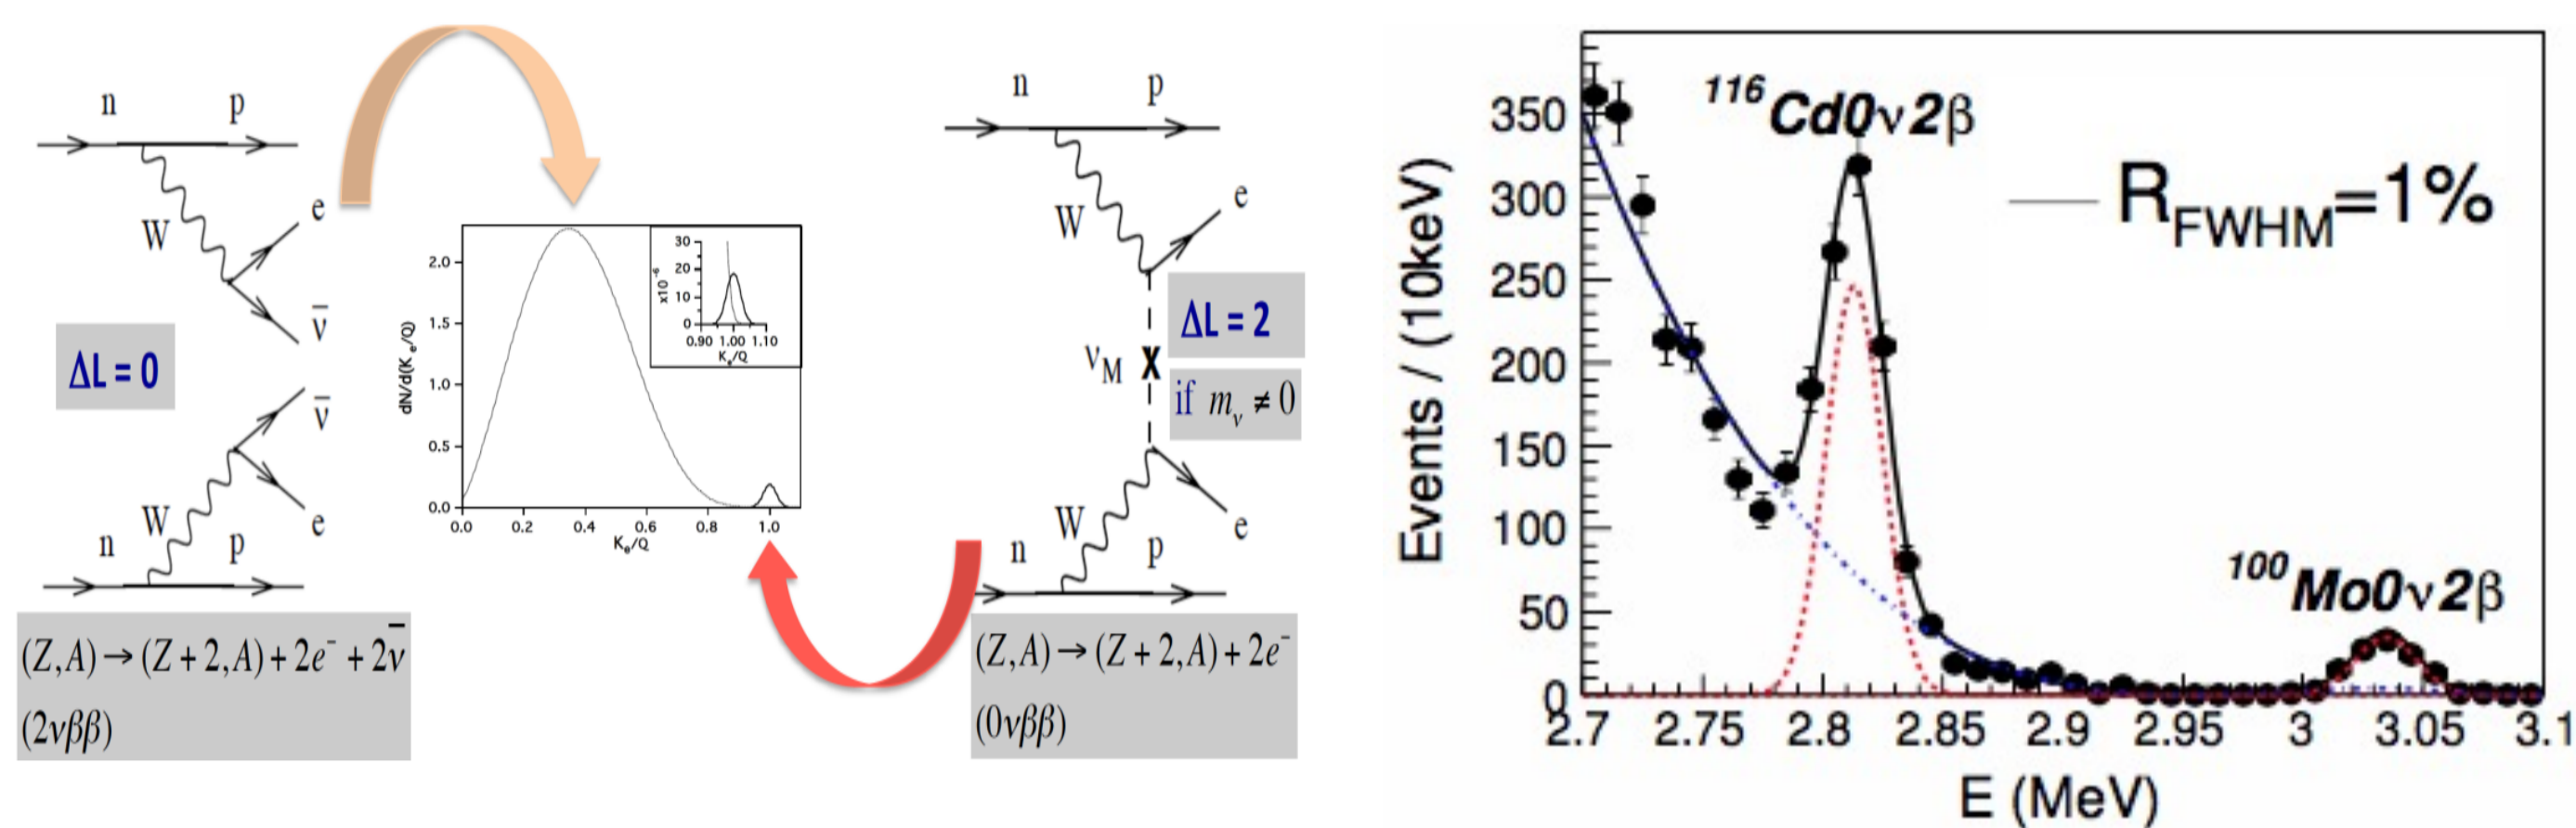 n p
W
e
ν̅
ΔL = 0
ν̅
W
e
n p
(Z,A)→(Z+2,A)+2e⁻+2ν̅
(2νββ)
dN/d(Kₑ/Q)
2.0
1.5
1.0
0.5
0.0
0.0 0.2 0.4 0.6 0.8 1.0
Kₑ/Q
x10⁻⁶
30
20
10
0
0.90 1.00 1.10
Kₑ/Q
n p
W
e
ΔL = 2
ν_M X
if m_ν ≠ 0
W
e
n p
(Z,A)→(Z+2,A)+2e⁻
(0νββ)
Events / (10keV)
350
300
250
200
150
100
50
0
¹¹⁶Cd0ν2β
R_FWHM=1%
¹⁰⁰Mo0ν2β
2.7 2.75 2.8 2.85 2.9 2.95 3 3.05 3.1
E (MeV)